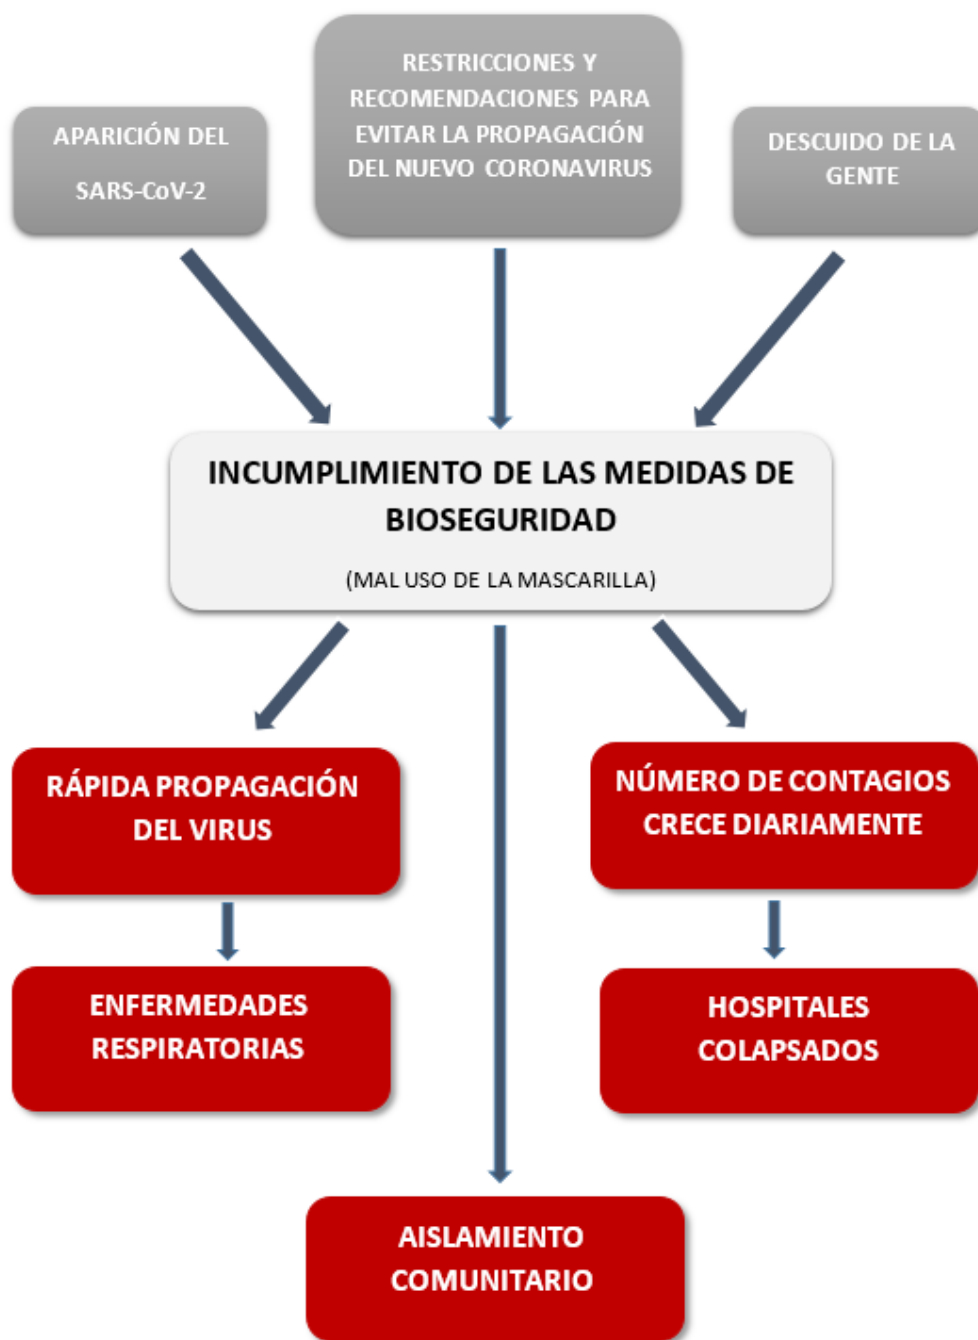 APARICIÓN DEL
SARS-CoV-2
RESTRICCIONES Y
RECOMENDACIONES PARA
EVITAR LA PROPAGACIÓN
DEL NUEVO CORONAVIRUS
DESCUIDO DE LA
GENTE
INCUMPLIMIENTO DE LAS MEDIDAS DE
BIOSEGURIDAD
(MAL USO DE LA MASCARILLA)
RÁPIDA PROPAGACIÓN
DEL VIRUS
NÚMERO DE CONTAGIOS
CRECE DIARIAMENTE
ENFERMEDADES
RESPIRATORIAS
HOSPITALES
COLAPSADOS
AISLAMIENTO
COMUNITARIO